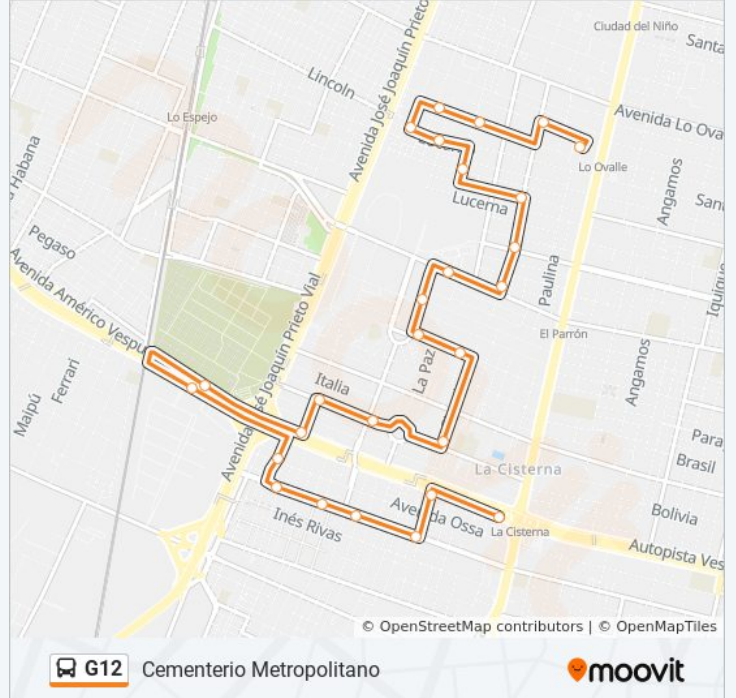 Ciudad del Niño
Santa
Lincoln
Avenida José Joaquín Prieto
Lo Espejo
Avenida Lo Ova
Lo Ovalle
Habana
Angamos
Lucerna
San
Pegaso
Paulina
Iquique
Avenida Américo Vespu
Avenida José Joaquín Prieto Vial
El Parrón
La Paz
Angamos
Ferrari
Italia
Maipú
Para
Brasil
La Cisterna
Avenida Ossa
Bolivia
Inés Rivas
La Cisterna
Autopista Ves
© OpenStreetMap contributors | © OpenMapTiles
G12 Cementerio Metropolitano
moovit